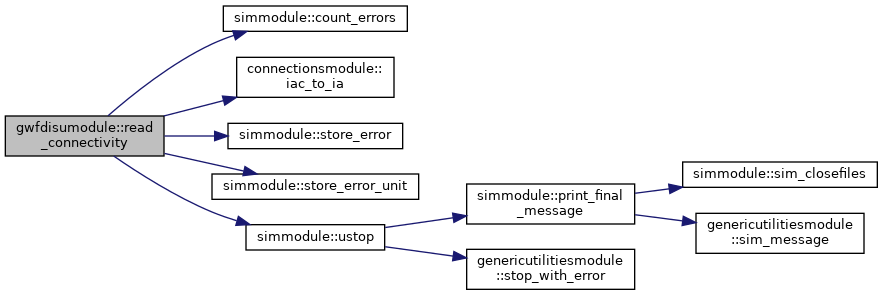 simmodule::count_errors
connectionsmodule::
iac_to_ia
gwfdisumodule::read
_connectivity
simmodule::store_error
simmodule::store_error_unit
simmodule::ustop
simmodule::print_final
_message
simmodule::sim_closefiles
genericutilitiesmodule
::sim_message
genericutilitiesmodule
::stop_with_error